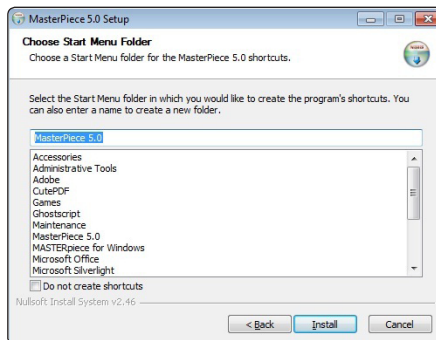 MasterPiece 5.0 Setup
Choose Start Menu Folder
Choose a Start Menu folder for the MasterPiece 5.0 shortcuts.
Select the Start Menu folder in which you would like to create the program's shortcuts. You
can also enter a name to create a new folder.
MasterPiece 5.0
Accessories
Administrative Tools
Adobe
CutePDF
Games
Ghostscript
Maintenance
MasterPiece 5.0
MASTERpiece for Windows
Microsoft Office
Microsoft Silverlight
Do not create shortcuts
Nullsoft Install System v2.46
< Back
Install
Cancel